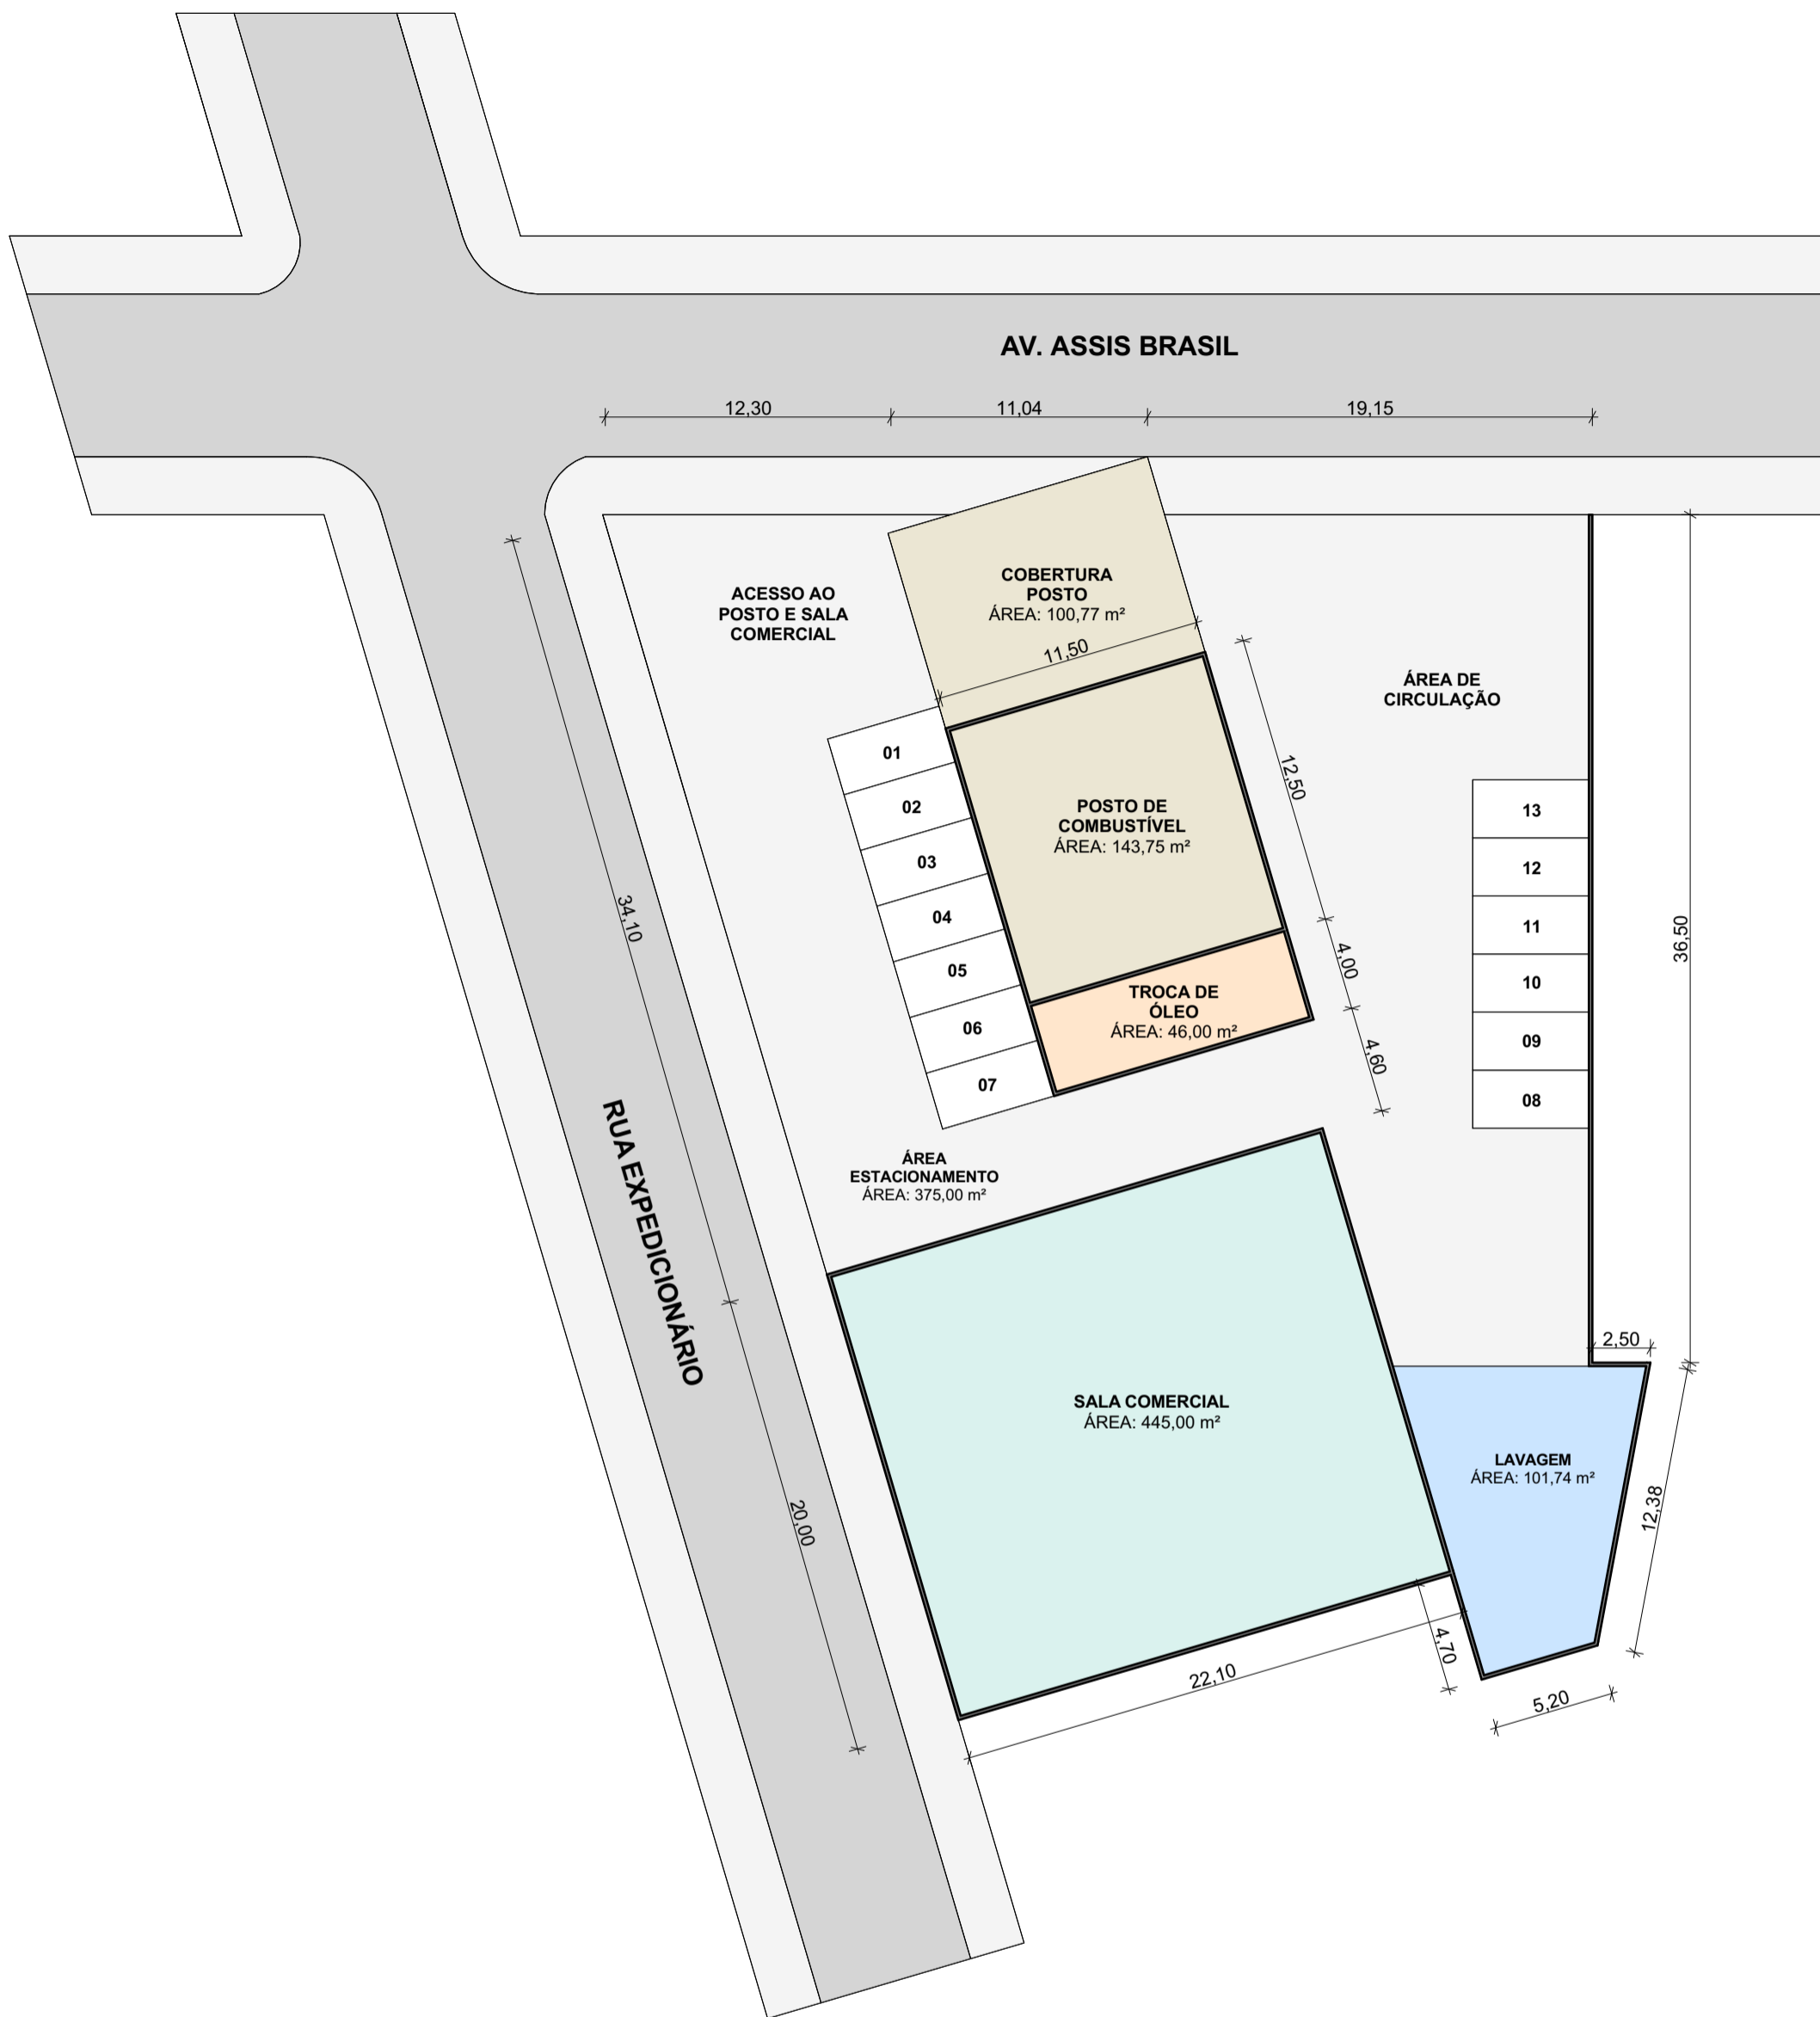 AV. ASSIS BRASIL
12,30
11,04
19,15
COBERTURA
POSTO
ÁREA: 100,77 m²
ACESSO AO
POSTO E SALA
COMERCIAL
11,50
ÁREA DE
CIRCULAÇÃO
12,50
01
02
03
04
05
06
07
POSTO DE
COMBUSTÍVEL
ÁREA: 143,75 m²
13
12
11
10
09
08
34,10
36,50
4,00
TROCA DE
ÓLEO
ÁREA: 46,00 m²
4,60
RUA EXPEDICIONÁRIO
ÁREA
ESTACIONAMENTO
ÁREA: 375,00 m²
2,50
SALA COMERCIAL
ÁREA: 445,00 m²
LAVAGEM
ÁREA: 101,74 m²
12,38
20,00
4,70
22,10
5,20